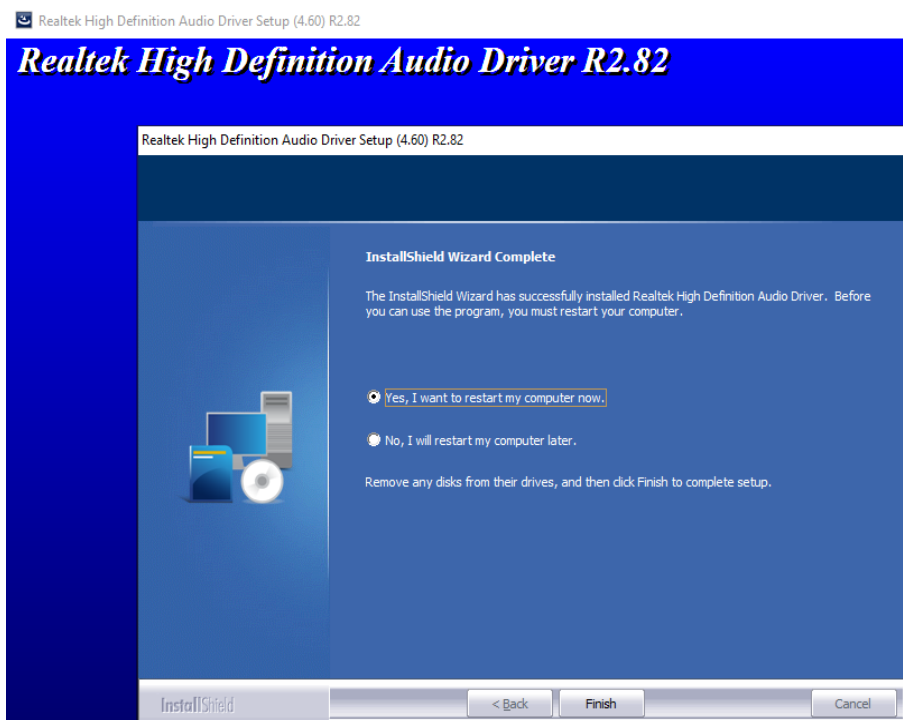 Realtek High Definition Audio Driver Setup (4.60) R2.82
Realtek High Definition Audio Driver R2.82
Realtek High Definition Audio Driver Setup (4.60) R2.82
InstallShield Wizard Complete
The InstallShield Wizard has successfully installed Realtek High Definition Audio Driver. Before
you can use the program, you must restart your computer.
Yes, I want to restart my computer now.
No, I will restart my computer later.
Remove any disks from their drives, and then click Finish to complete setup.
InstallShield
< Back
Finish
Cancel